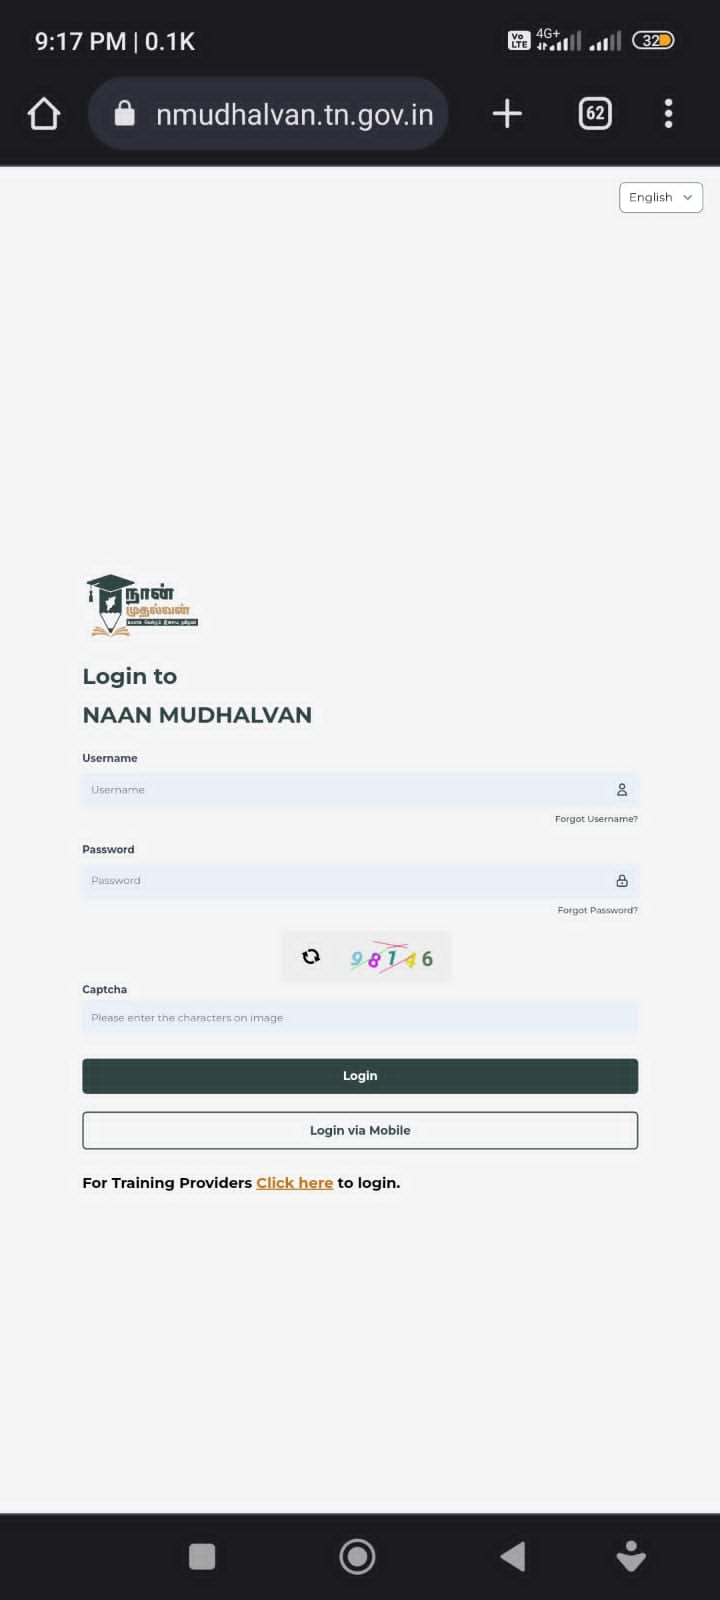 9:17 PM | 0.1K
Vo LTE 4G+ 32
nmudhalvan.tn.gov.in 62
English
நான்
முதல்வன்
Login to
NAAN MUDHALVAN
Username
Username
Forgot Username?
Password
Password
Forgot Password?
98146
Captcha
Please enter the characters on image
Login
Login via Mobile
For Training Providers Click here to login.